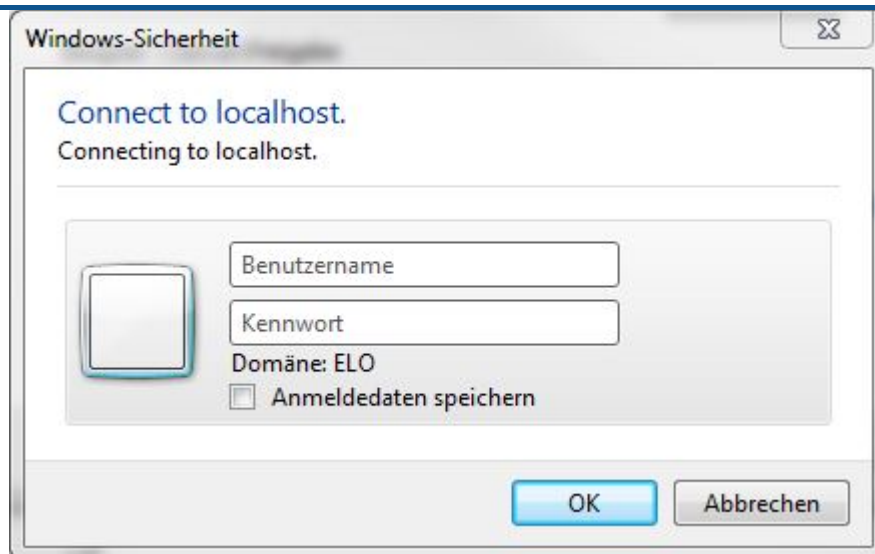 Windows-Sicherheit
Connect to localhost.
Connecting to localhost.
Benutzername
Kennwort
Domäne: ELO
Anmeldedaten speichern
OK
Abbrechen